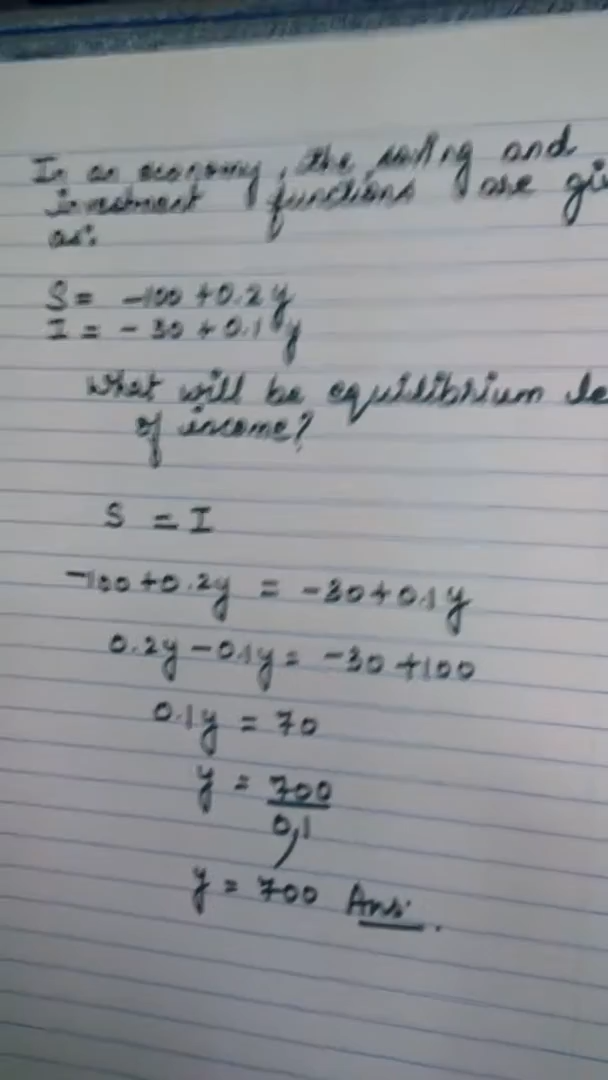 In an economy, the saving and
investment functions are gi
as:
S = -100 + 0.2y
I = - 30 + 0.1 y
What will be equilibrium le
of income?
S = I
-100 + 0.2y = -30 + 0.1y
0.2y - 0.1y = -30 + 100
0.1y = 70
y = 700
0.1
y = 700 Ans.